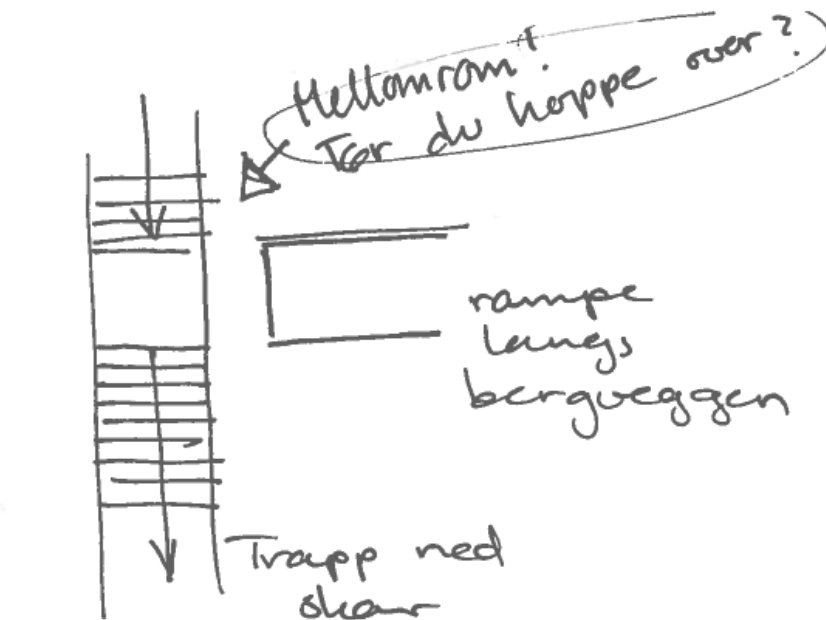 Mellomrom!
Tør du hoppe over?
rampe
langs
bergveggen
Trapp ned
skar